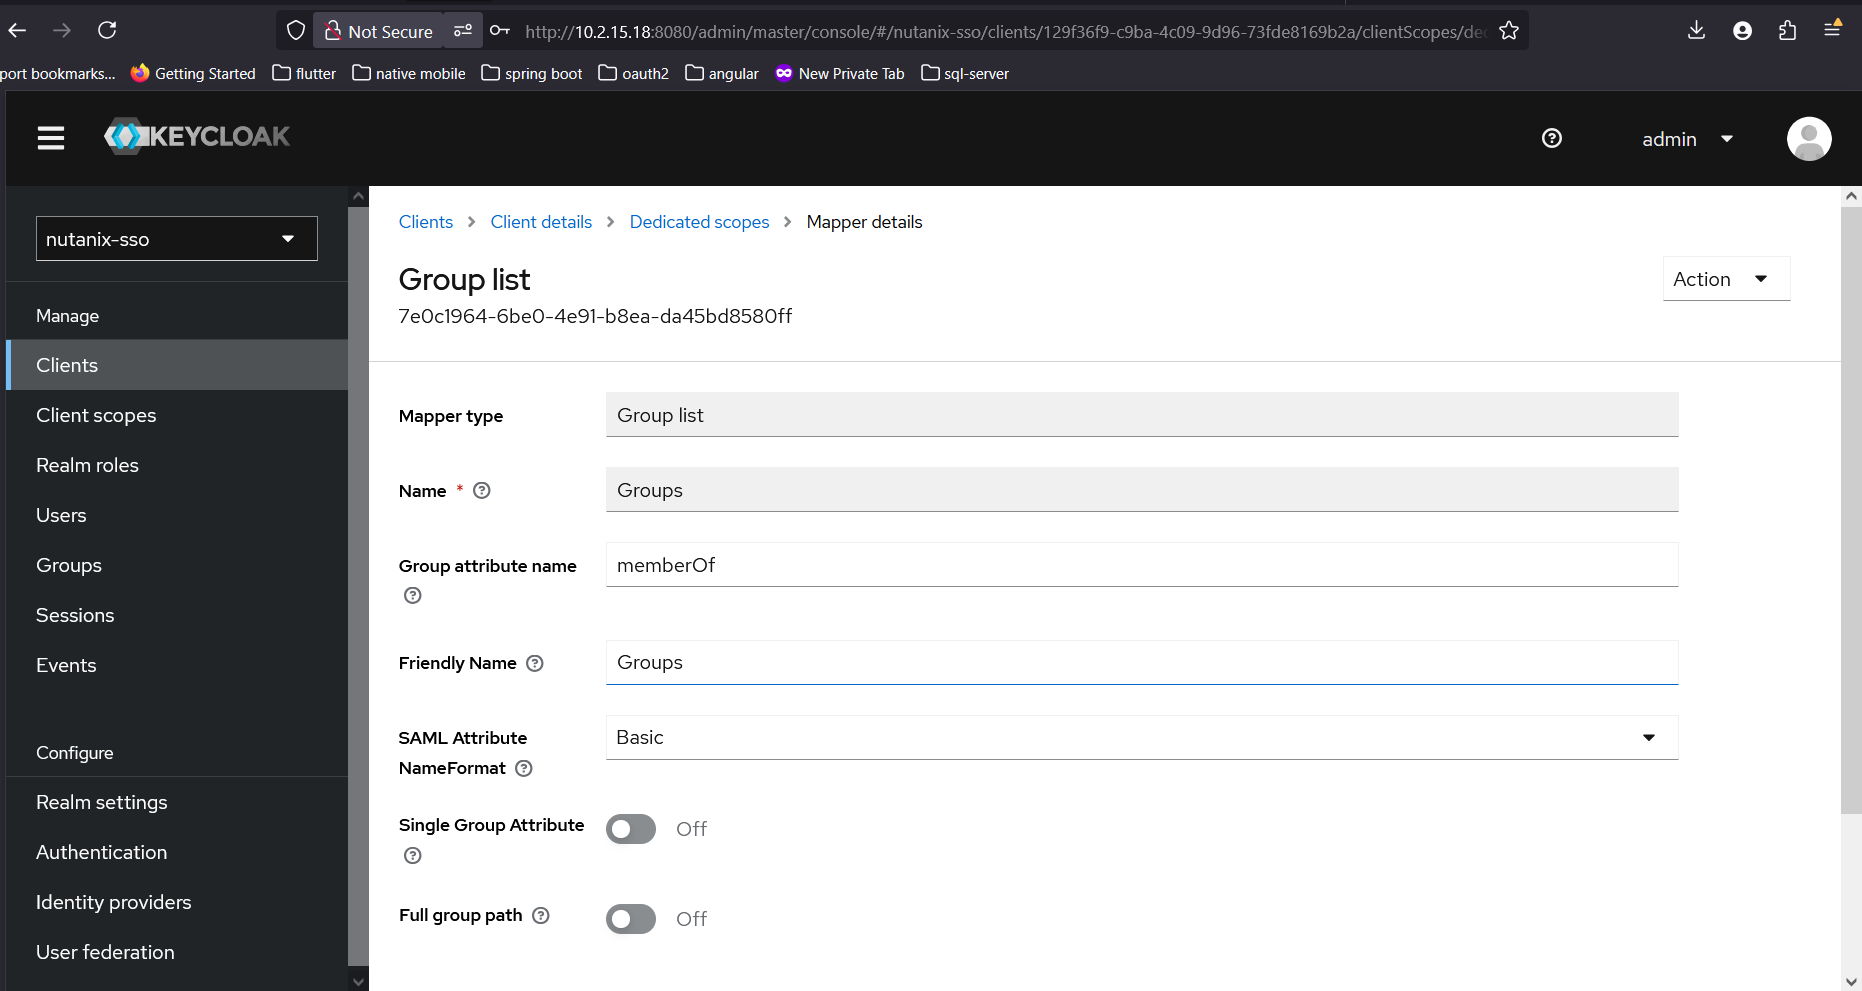 Not Secure
http://10.2.15.18:8080/admin/master/console/#/nutanix-sso/clients/129f36f9-c9ba-4c09-9d96-73fde8169b2a/clientScopes/dec
port bookmarks...
Getting Started
flutter
native mobile
spring boot
oauth2
angular
New Private Tab
sql-server
KEYCLOAK
admin
nutanix-sso
Manage
Clients
Client scopes
Realm roles
Users
Groups
Sessions
Events
Configure
Realm settings
Authentication
Identity providers
User federation
Clients > Client details > Dedicated scopes > Mapper details
Group list
7e0c1964-6be0-4e91-b8ea-da45bd8580ff
Action
Mapper type
Group list
Name *
Groups
Group attribute name
memberOf
Friendly Name
Groups
SAML Attribute
NameFormat
Basic
Single Group Attribute
Off
Full group path
Off